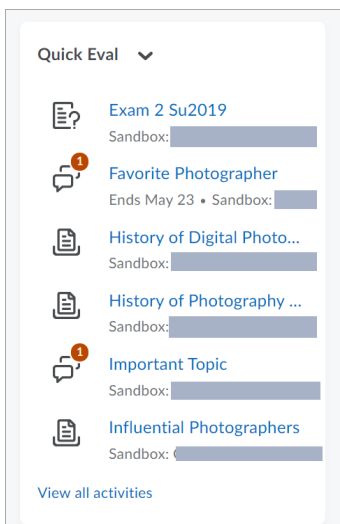 Quick Eval
Exam 2 Su2019
Sandbox:
1
Favorite Photographer
Ends May 23 • Sandbox:
History of Digital Photo...
Sandbox:
History of Photography ...
Sandbox:
1
Important Topic
Sandbox:
Influential Photographers
Sandbox:
View all activities